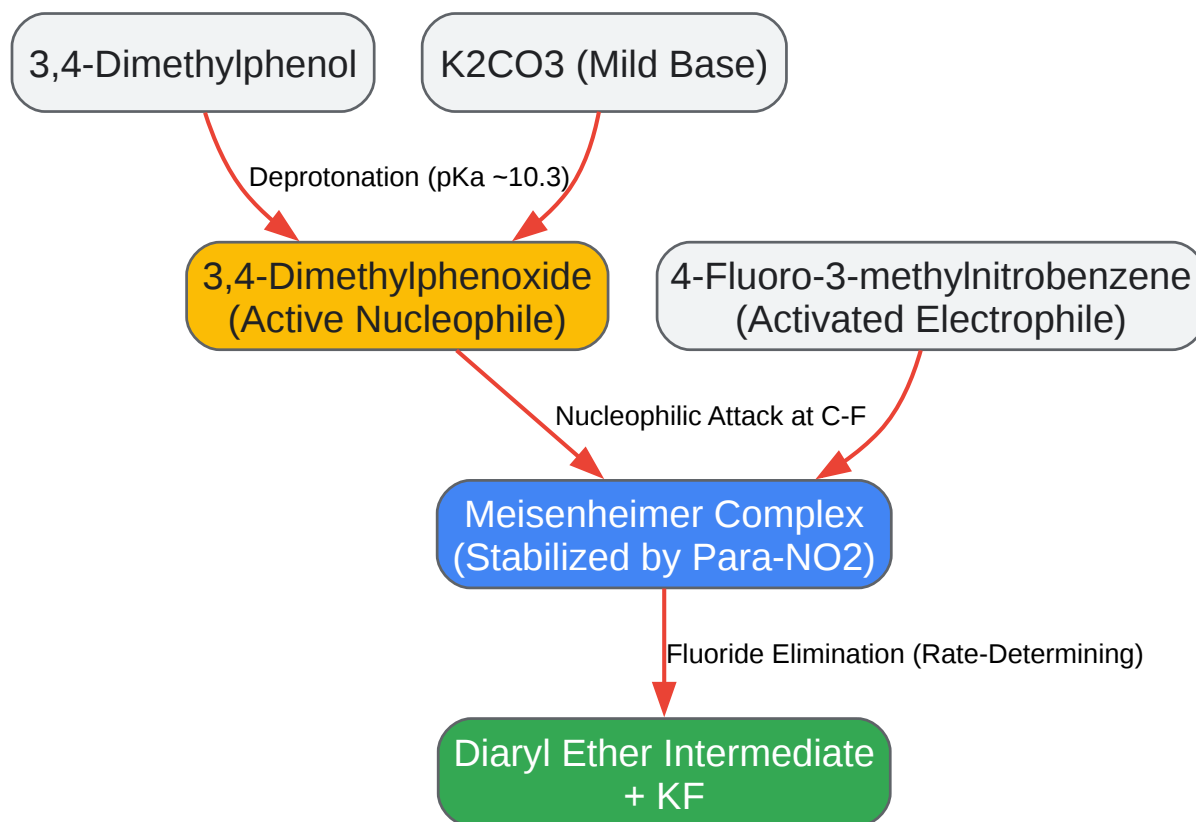 3,4-Dimethylphenol
K2CO3 (Mild Base)
Deprotonation (pKa ~10.3)
3,4-Dimethylphenoxide
(Active Nucleophile)
4-Fluoro-3-methylnitrobenzene
(Activated Electrophile)
Nucleophilic Attack at C-F
Meisenheimer Complex
(Stabilized by Para-NO2)
Fluoride Elimination (Rate-Determining)
Diaryl Ether Intermediate
+ KF